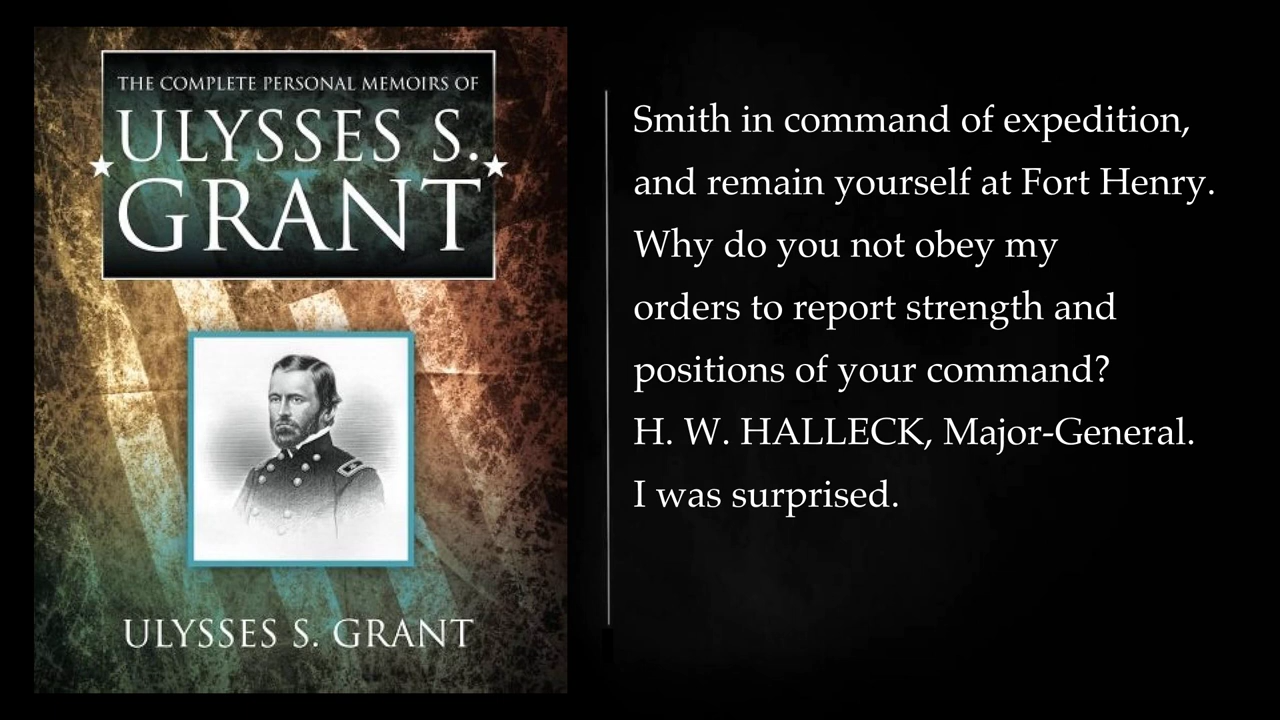 THE COMPLETE PERSONAL MEMOIRS OF
ULYSSES S.
GRANT
ULYSSES S. GRANT
Smith in command of expedition,
and remain yourself at Fort Henry.
Why do you not obey my
orders to report strength and
positions of your command?
H. W. HALLECK, Major-General.
I was surprised.